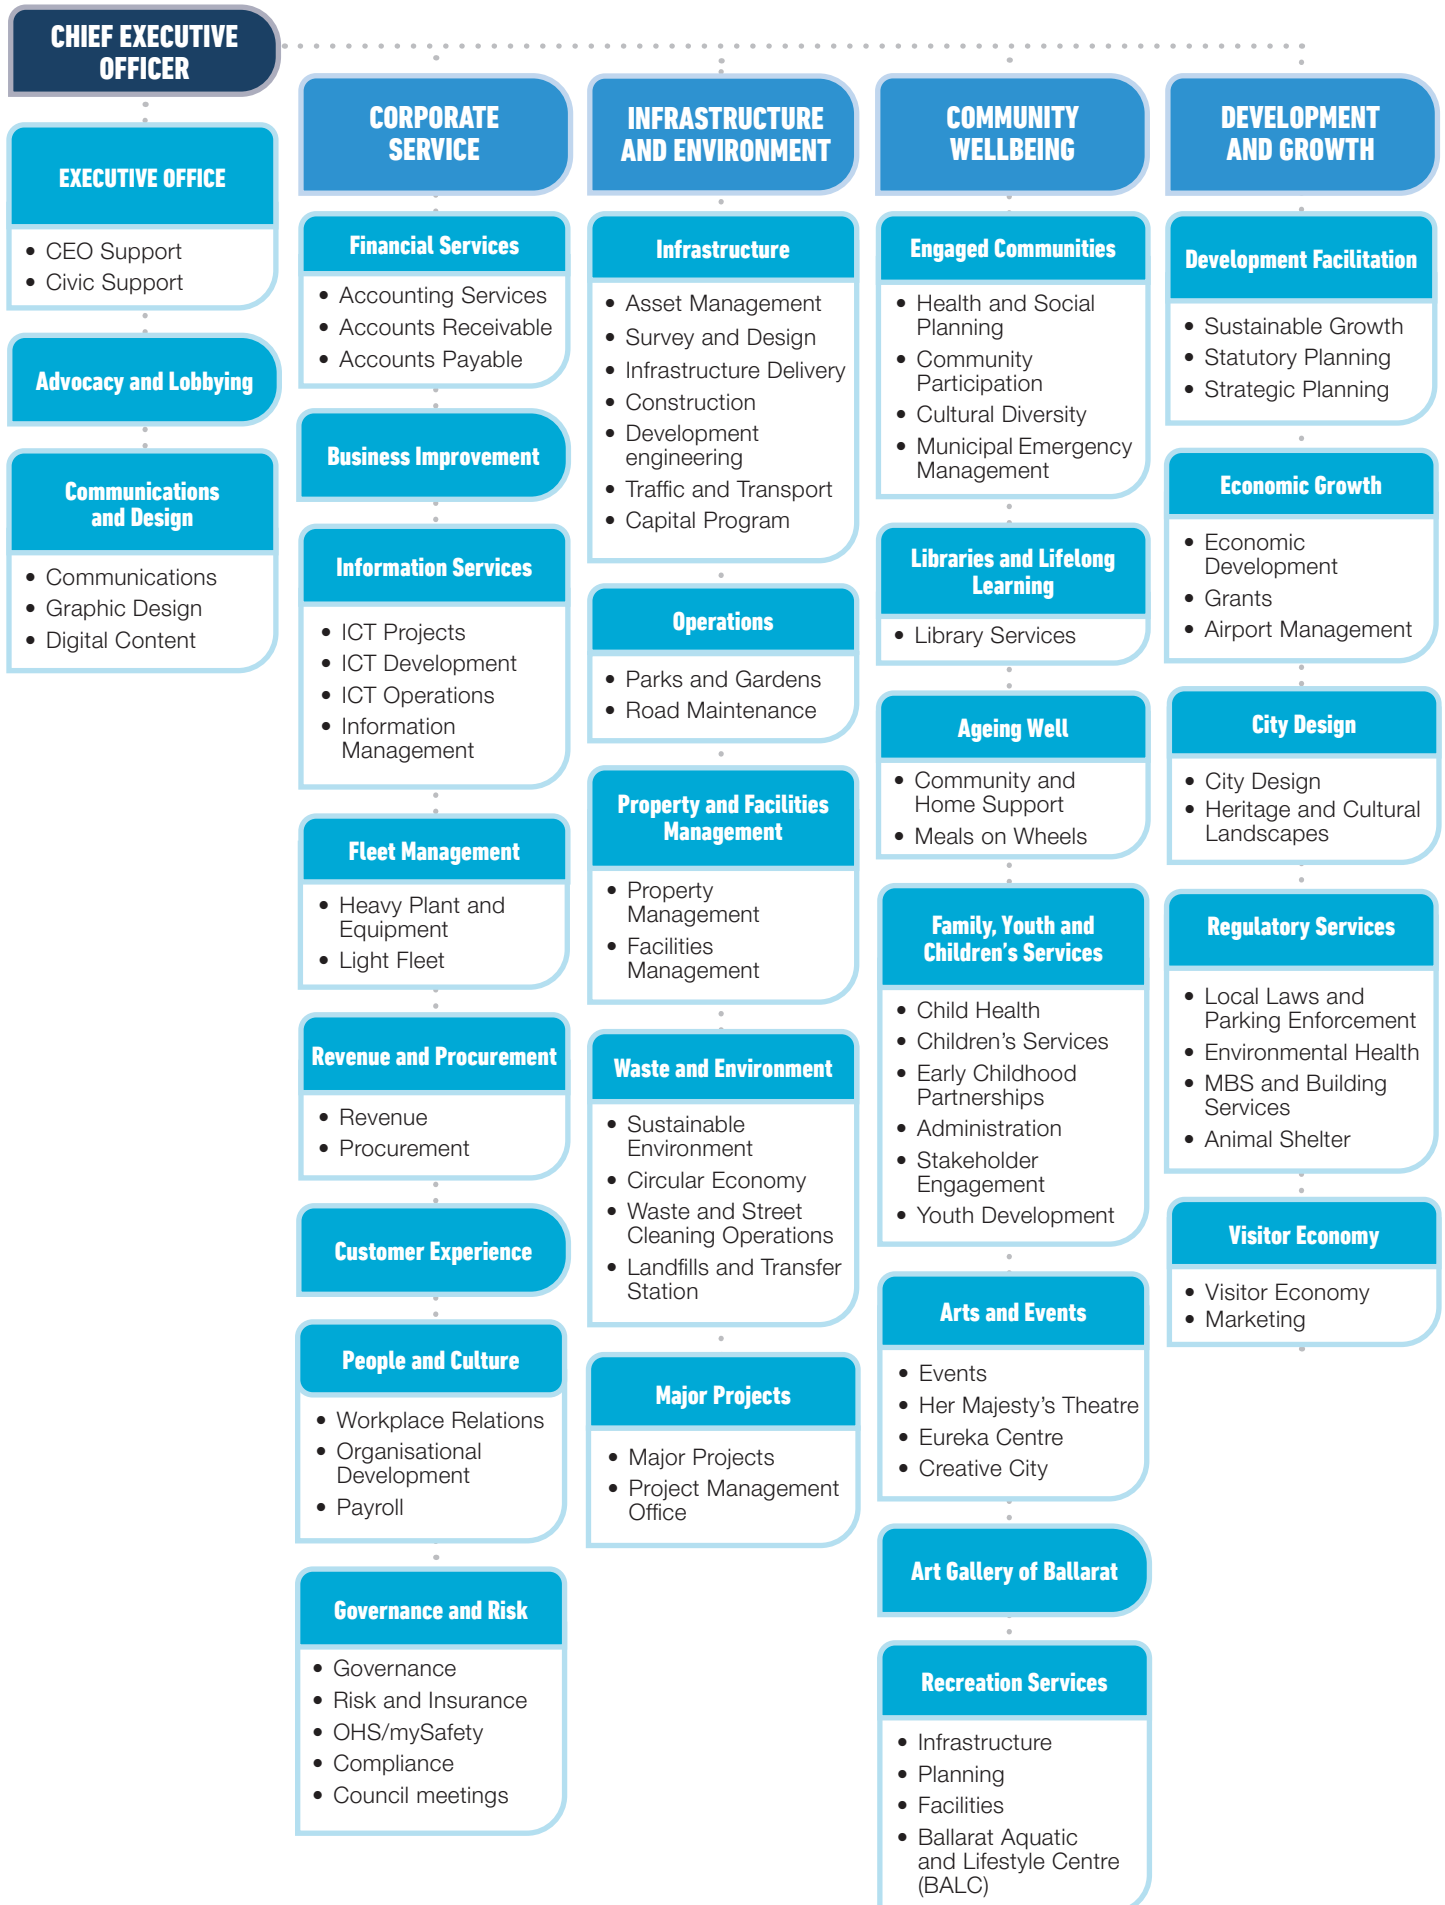 CHIEF EXECUTIVE
OFFICER
EXECUTIVE OFFICE
• CEO Support
• Civic Support
Advocacy and Lobbying
Communications
and Design
• Communications
• Graphic Design
• Digital Content
CORPORATE
SERVICE
Financial Services
• Accounting Services
• Accounts Receivable
• Accounts Payable
Business Improvement
Information Services
• ICT Projects
• ICT Development
• ICT Operations
• Information
Management
Fleet Management
• Heavy Plant and
Equipment
• Light Fleet
Revenue and Procurement
• Revenue
• Procurement
Customer Experience
People and Culture
• Workplace Relations
• Organisational
Development
• Payroll
Governance and Risk
• Governance
• Risk and Insurance
• OHS/mySafety
• Compliance
• Council meetings
INFRASTRUCTURE
AND ENVIRONMENT
Infrastructure
• Asset Management
• Survey and Design
• Infrastructure Delivery
• Construction
• Development
engineering
• Traffic and Transport
• Capital Program
Operations
• Parks and Gardens
• Road Maintenance
Property and Facilities
Management
• Property
Management
• Facilities
Management
Waste and Environment
• Sustainable
Environment
• Circular Economy
• Waste and Street
Cleaning Operations
• Landfills and Transfer
Station
Major Projects
• Major Projects
• Project Management
Office
COMMUNITY
WELLBEING
Engaged Communities
• Health and Social
Planning
• Community
Participation
• Cultural Diversity
• Municipal Emergency
Management
Libraries and Lifelong
Learning
• Library Services
Ageing Well
• Community and
Home Support
• Meals on Wheels
Family, Youth and
Children's Services
• Child Health
• Children's Services
• Early Childhood
Partnerships
• Administration
• Stakeholder
Engagement
• Youth Development
Arts and Events
• Events
• Her Majesty's Theatre
• Eureka Centre
• Creative City
Art Gallery of Ballarat
Recreation Services
• Infrastructure
• Planning
• Facilities
• Ballarat Aquatic
and Lifestyle Centre
(BALC)
DEVELOPMENT
AND GROWTH
Development Facilitation
• Sustainable Growth
• Statutory Planning
• Strategic Planning
Economic Growth
• Economic
Development
• Grants
• Airport Management
City Design
• City Design
• Heritage and Cultural
Landscapes
Regulatory Services
• Local Laws and
Parking Enforcement
• Environmental Health
• MBS and Building
Services
• Animal Shelter
Visitor Economy
• Visitor Economy
• Marketing